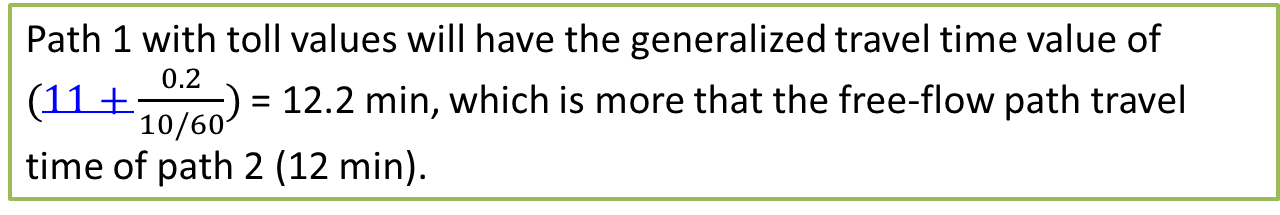 Path 1 with toll values will have the generalized travel time value of
(11 + 0.2/(10/60)) = 12.2 min, which is more that the free-flow path travel
time of path 2 (12 min).